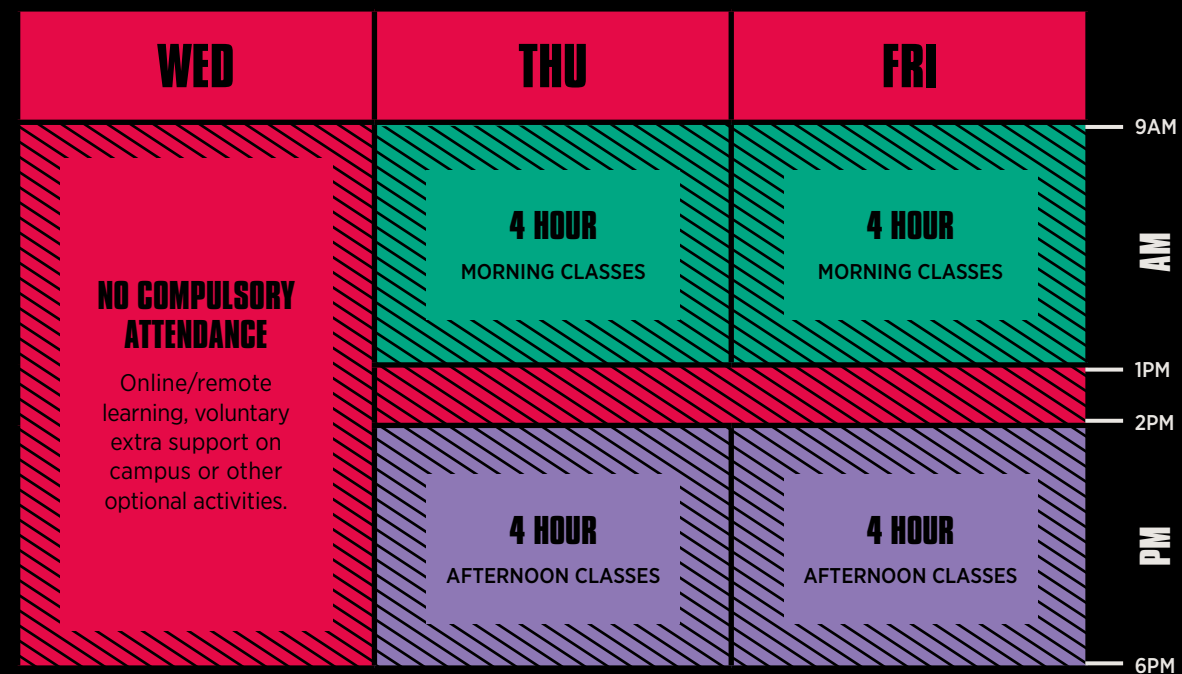 WED
THU
FRI
NO COMPULSORY
ATTENDANCE
Online/remote
learning, voluntary
extra support on
campus or other
optional activities.
4 HOUR
MORNING CLASSES
4 HOUR
MORNING CLASSES
4 HOUR
AFTERNOON CLASSES
4 HOUR
AFTERNOON CLASSES
9AM
AM
1PM
2PM
PM
6PM